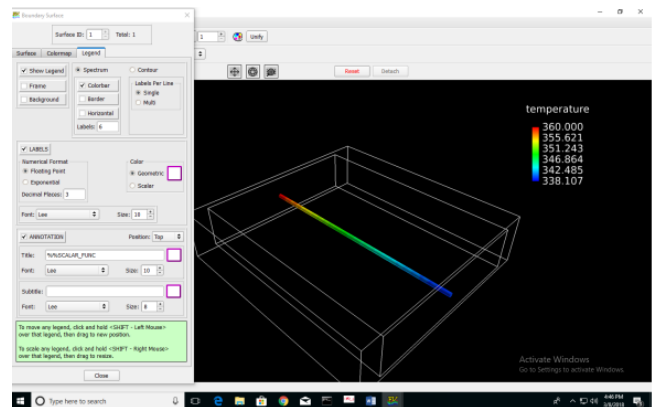 Boundary Surface
Surface ID: 1 Total: 1
1 Unify
Surface Colormap Legend
Reset Detach
Show Legend
Spectrum
Contour
Frame
Background
Colorbar
Border
Horizontal
Labels: 6
Labels Per Line
Single
Multi
LABELS
Numerical Format
Floating Point
Exponential
Decimal Places: 3
Color
Geometric
Scalar
Font: Lee Size: 10
ANNOTATION Position: Top
Title: %%SCALAR_FUNC
Font: Lee Size: 10
Subtitle:
Font: Lee Size: 8
To move any legend, click and hold <SHIFT - Left Mouse>
over that legend, then drag to new position.
To scale any legend, click and hold <SHIFT - Right Mouse>
over that legend, then drag to resize.
Close
temperature
360.000
355.621
351.243
346.864
342.485
338.107
Activate Windows
Go to Settings to activate Windows.
Type here to search
4:46 PM